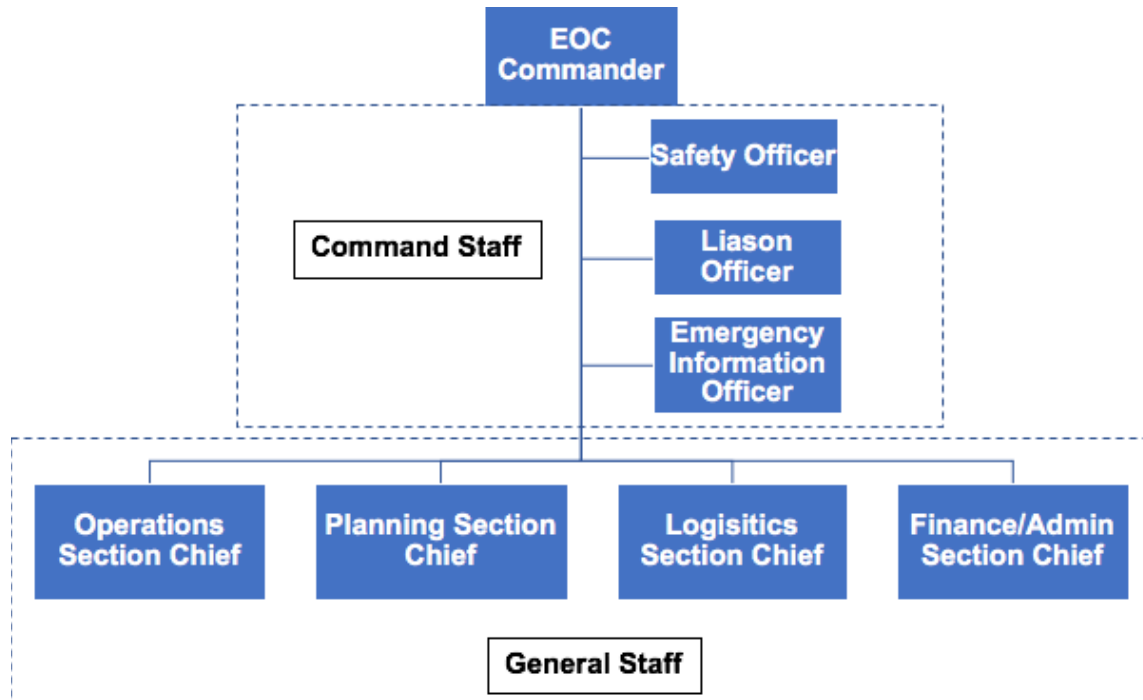 EOC
Commander
Safety Officer
Command Staff
Liason
Officer
Emergency
Information
Officer
Operations
Section Chief
Planning Section
Chief
Logisitics
Section Chief
Finance/Admin
Section Chief
General Staff